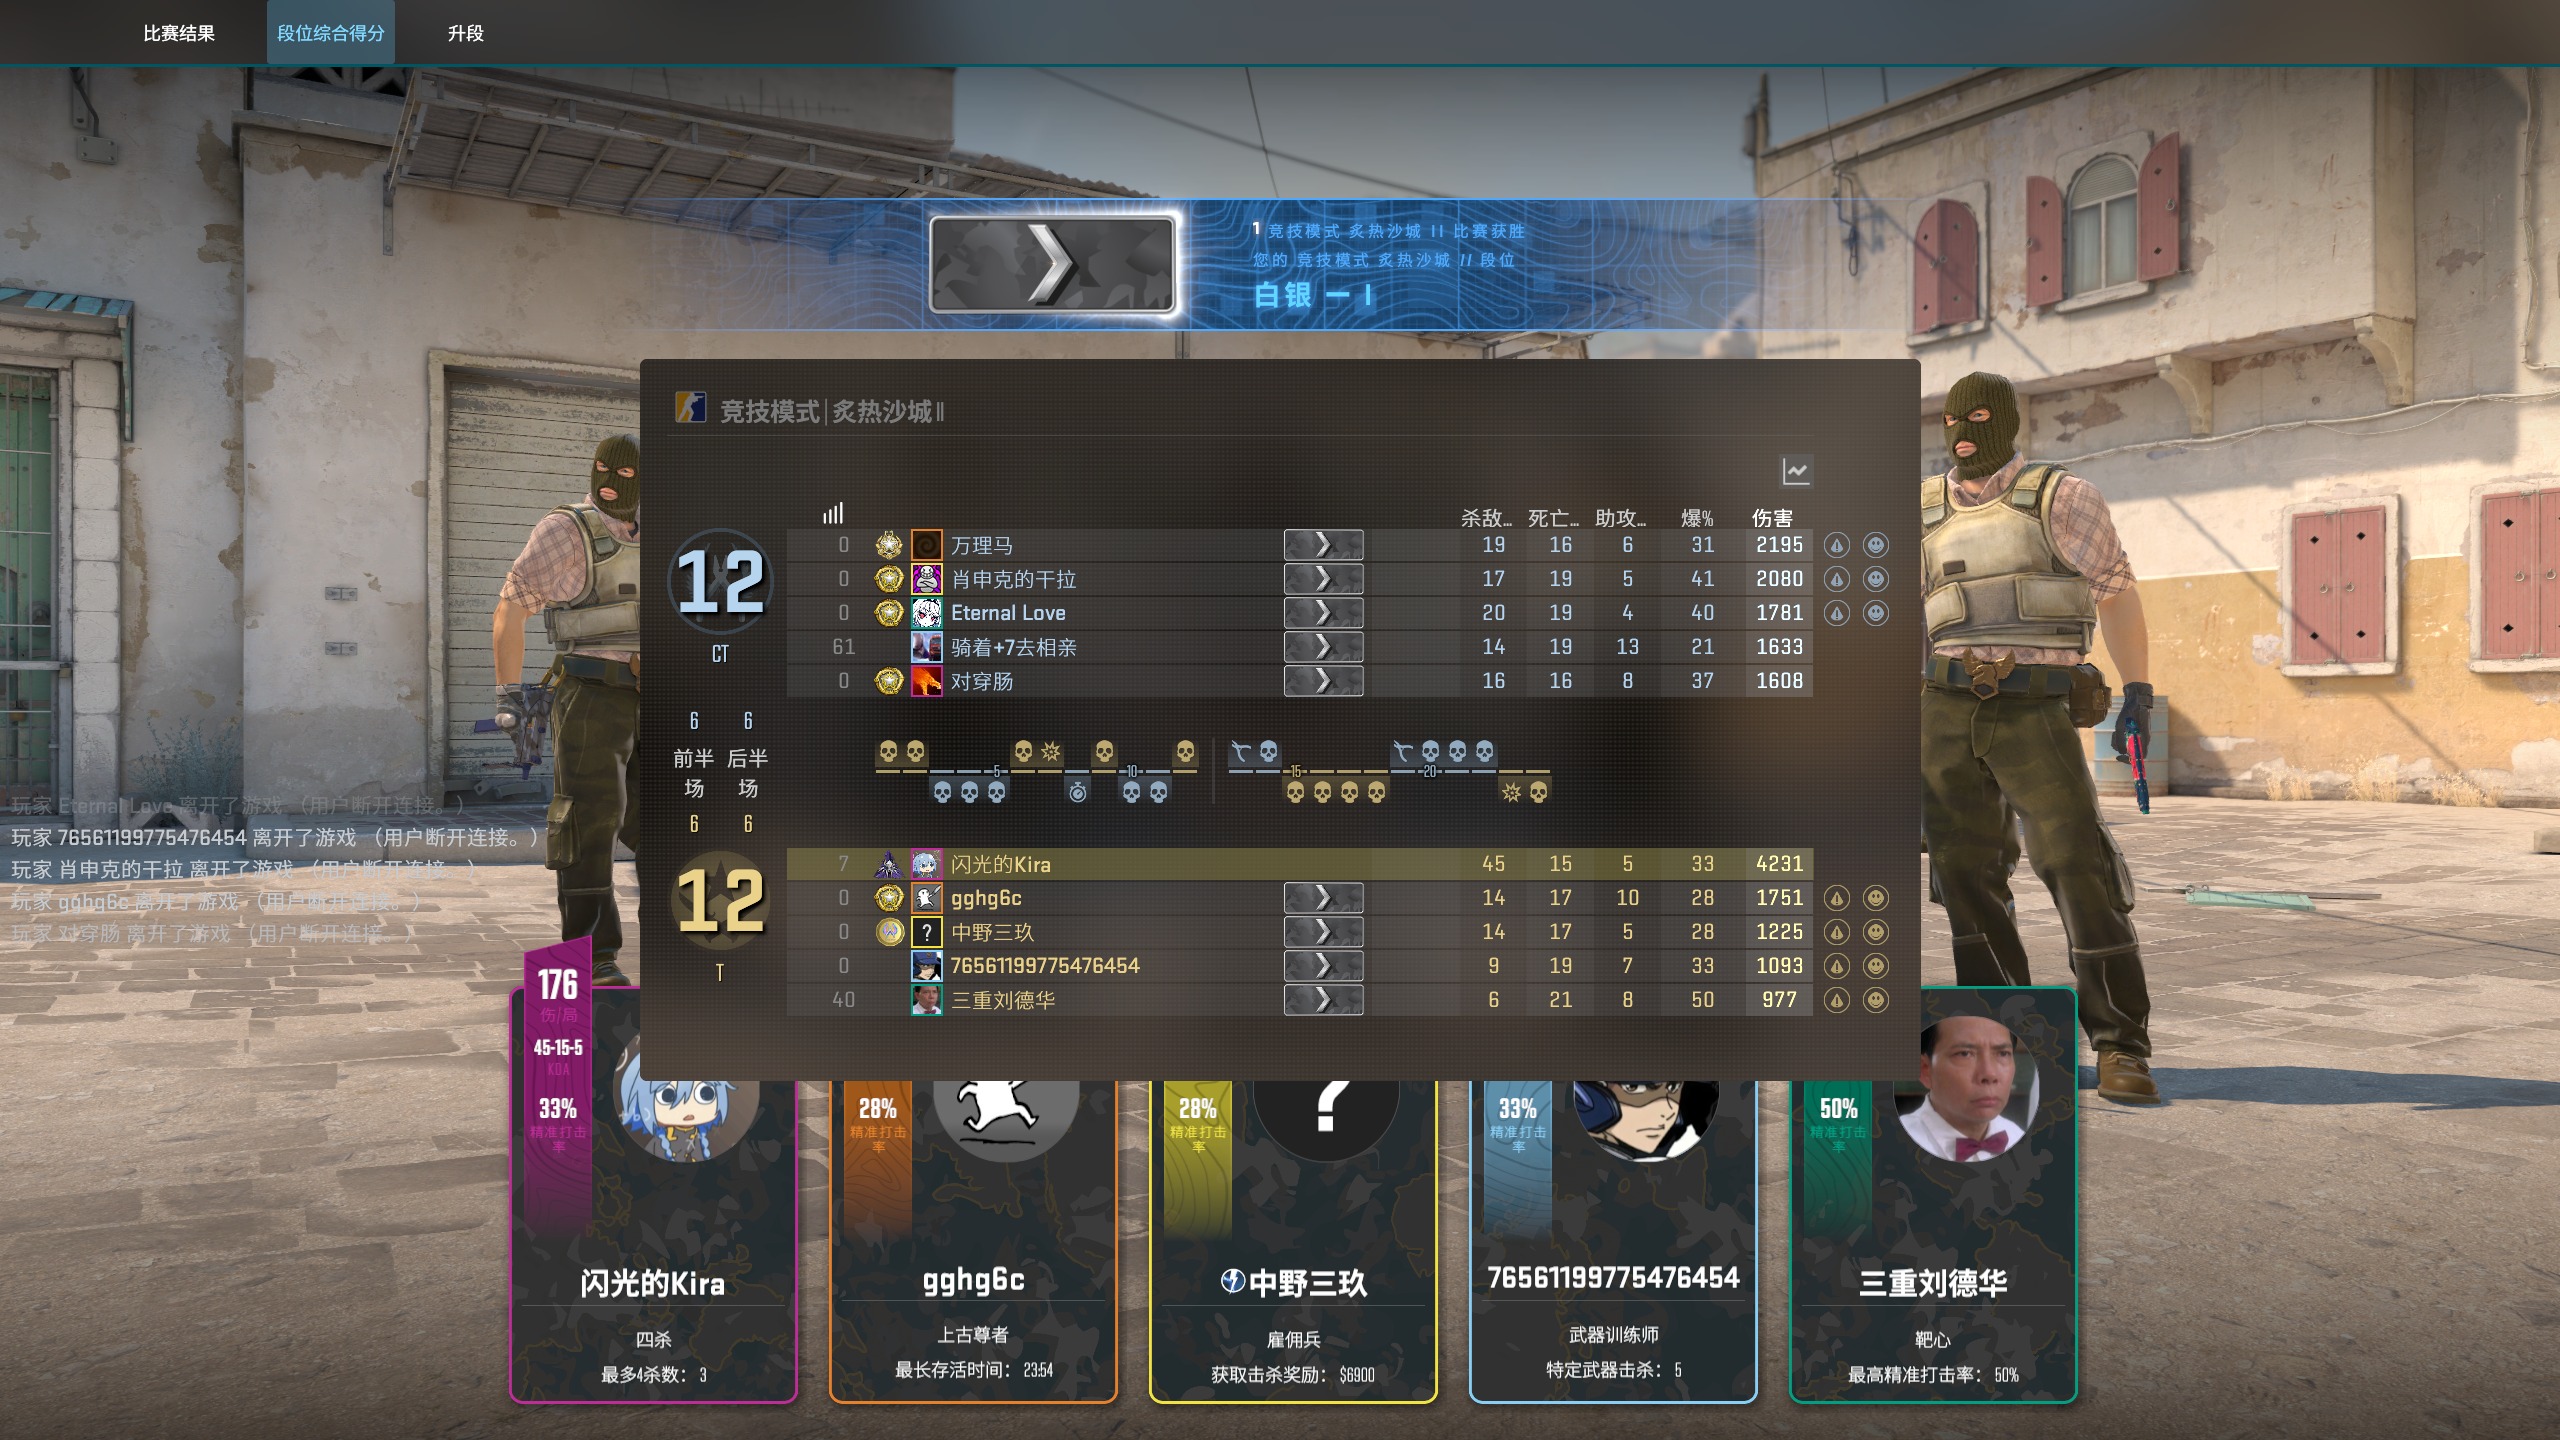 比赛结果 段位综合得分 升段
1 竞技模式 炙热沙城 II 比赛获胜
您的 竞技模式 炙热沙城 II 段位
白银 一 I
竞技模式|炙热沙城II
杀敌... 死亡... 助攻... 爆% 伤害
0 万理马 19 16 6 31 2195
0 肖申克的干拉 17 19 5 41 2080
0 Eternal Love 20 19 4 40 1781
61 骑着+7去相亲 14 19 13 21 1633
0 对穿肠 16 16 8 37 1608
12
CT
6 6
前半场 后半场
6 6
5 10 15 20
12
T
7 闪光的Kira 45 15 5 33 4231
0 gghg6c 14 17 10 28 1751
0 ? 中野三玖 14 17 5 28 1225
0 76561199775476454 9 19 7 33 1093
40 三重刘德华 6 21 8 50 977
玩家 Eternal Love 离开了游戏 （用户断开连接。）
玩家 76561199775476454 离开了游戏 （用户断开连接。）
玩家 肖申克的干拉 离开了游戏 （用户断开连接。）
玩家 gghg6c 离开了游戏 （用户断开连接。）
玩家 对穿肠 离开了游戏 （用户断开连接。）
176
伤/局
45-15-5
KDA
33%
精准打击率
闪光的Kira
四杀
最多4杀数： 3
28%
精准打击率
gghg6c
上古尊者
最长存活时间： 23:54
28%
精准打击率
?
中野三玖
雇佣兵
获取击杀奖励： $6900
33%
精准打击率
76561199775476454
武器训练师
特定武器击杀： 5
50%
精准打击率
三重刘德华
靶心
最高精准打击率： 50%